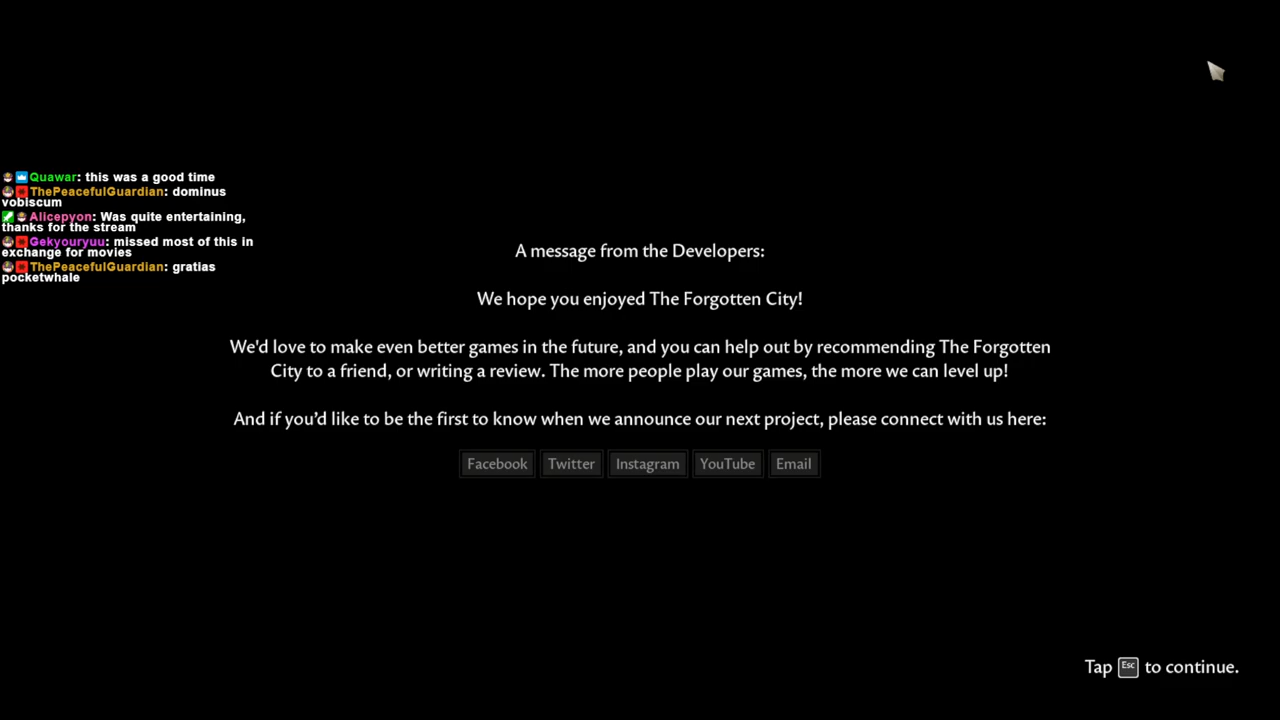 Quawar: this was a good time
ThePeacefulGuardian: dominus
vobiscum
Alicepyon: Was quite entertaining,
thanks for the stream
Gekyouryuu: missed most of this in
exchange for movies
ThePeacefulGuardian: gratias
pocketwhale
A message from the Developers:
We hope you enjoyed The Forgotten City!
We'd love to make even better games in the future, and you can help out by recommending The Forgotten
City to a friend, or writing a review. The more people play our games, the more we can level up!
And if you’d like to be the first to know when we announce our next project, please connect with us here:
Facebook Twitter Instagram YouTube Email
Tap Esc to continue.